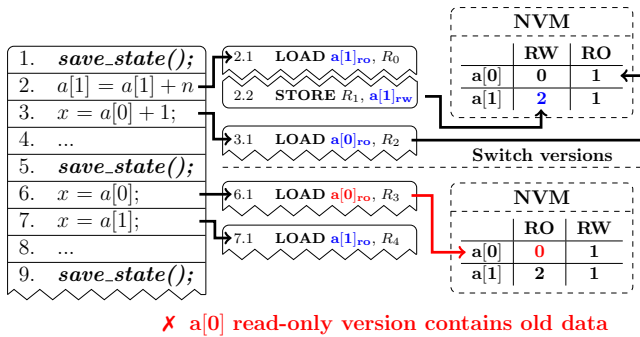 1. save_state();
2. a[1] = a[1] + n
3. x = a[0] + 1;
4. ...
5. save_state();
6. x = a[0];
7. x = a[1];
8. ...
9. save_state();
2.1 LOAD a[1]ro, R0
2.2 STORE R1, a[1]rw
3.1 LOAD a[0]ro, R2
6.1 LOAD a[0]ro, R3
7.1 LOAD a[1]ro, R4
NVM
RW RO
a[0] 0 1
a[1] 2 1
Switch versions
NVM
RO RW
a[0] 0 1
a[1] 2 1
✗ a[0] read-only version contains old data